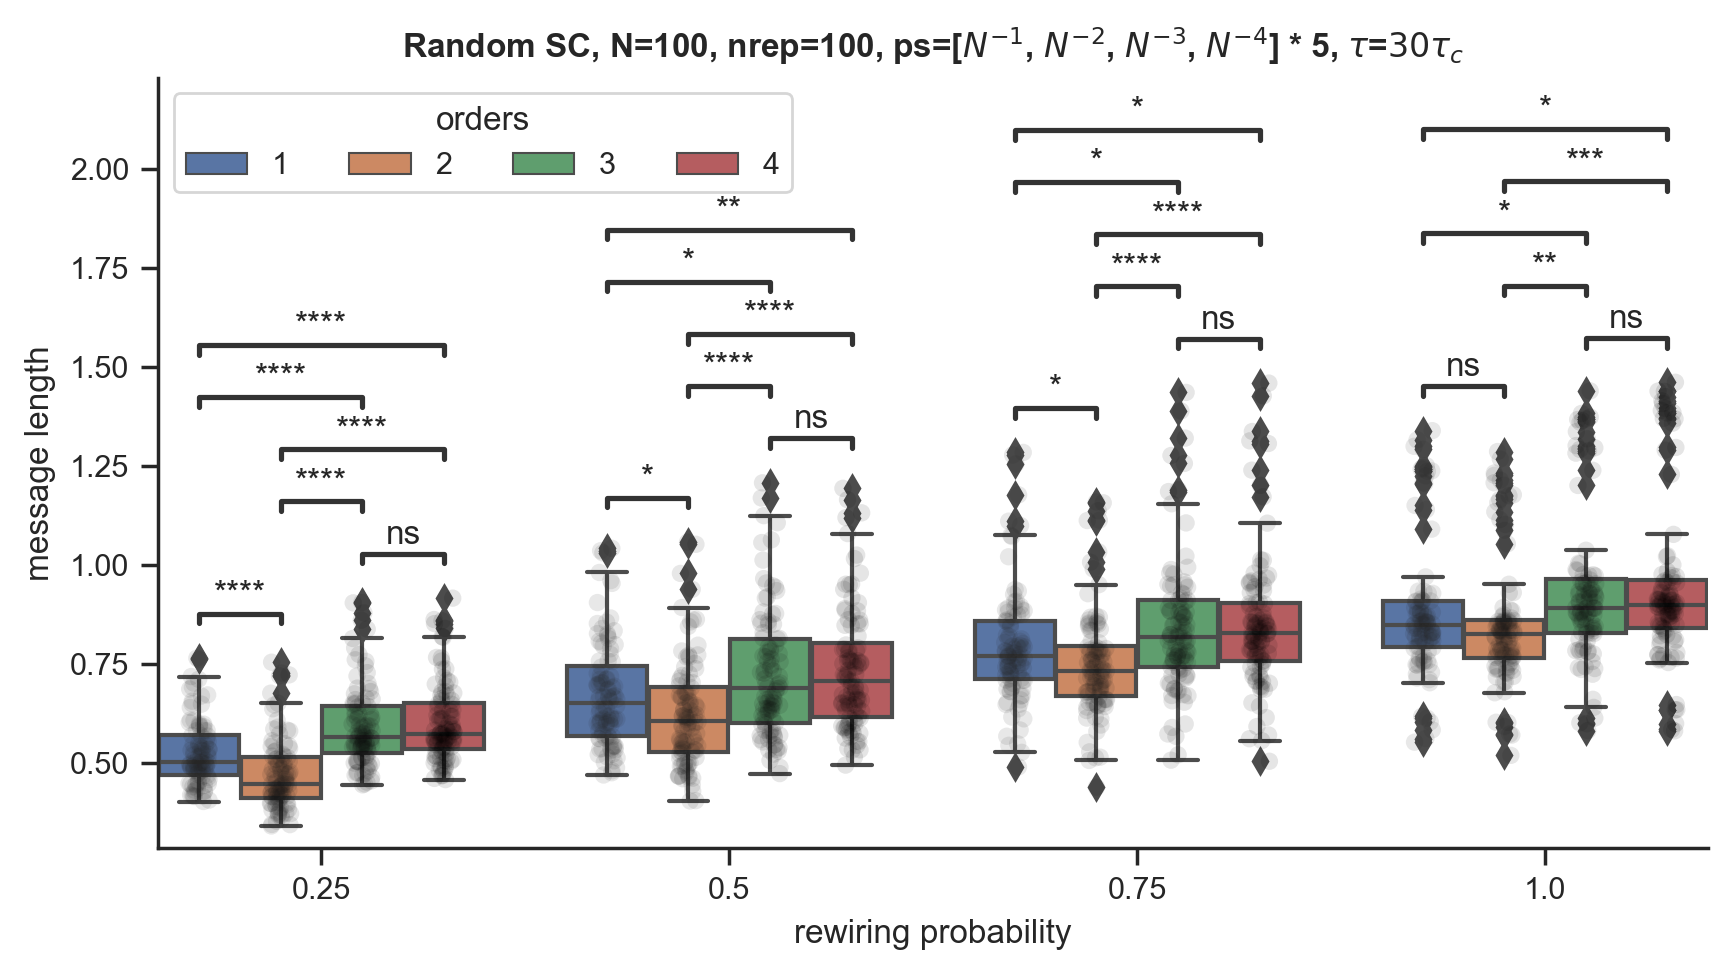 Random SC, N=100, nrep=100, ps=[N⁻¹, N⁻², N⁻³, N⁻⁴] * 5, τ=30τ_c
orders
1 2 3 4
message length
2.00
1.75
1.50
1.25
1.00
0.75
0.50
****
****
****
****
ns
****
**
*
****
****
ns
*
*
*
****
****
ns
*
*
***
*
**
ns
ns
0.25 0.5 0.75 1.0
rewiring probability